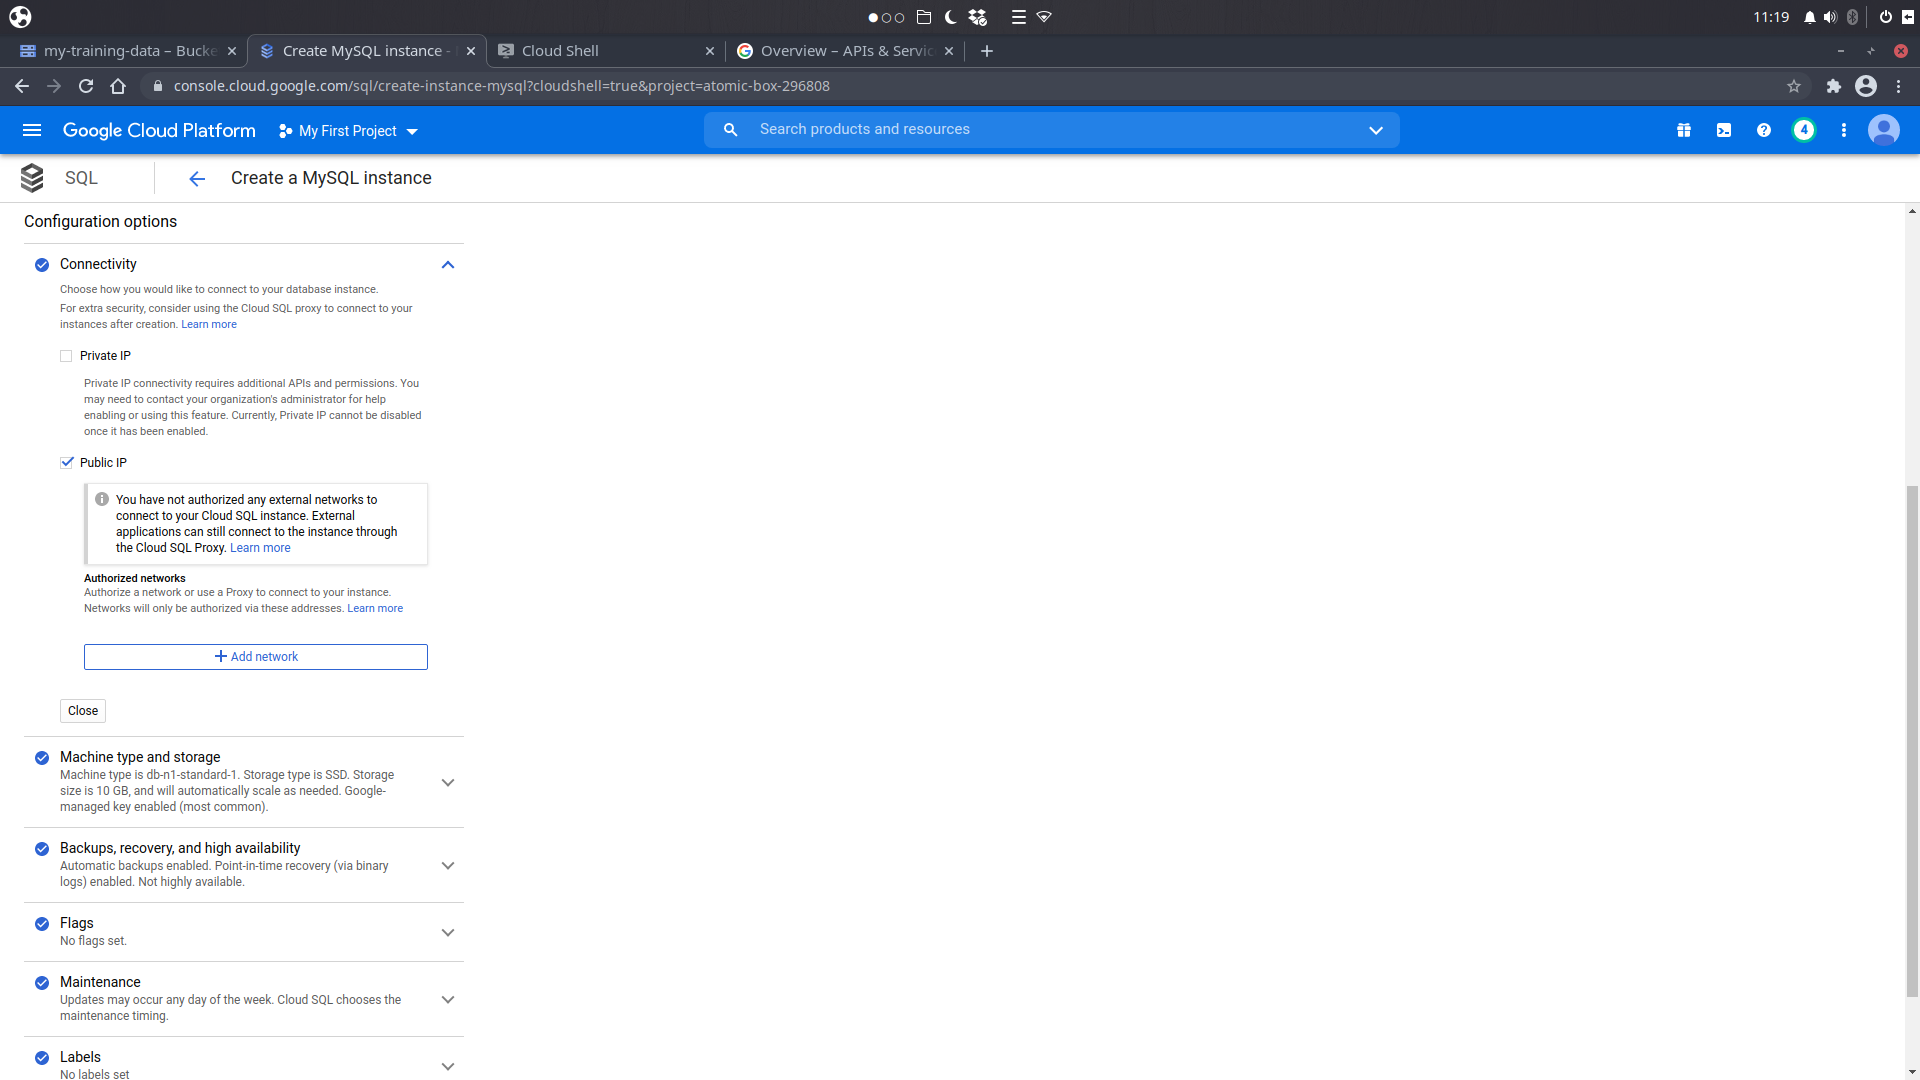 11:19
my-training-data – Bucke
Create MySQL instance -
Cloud Shell
Overview – APIs & Servic
console.cloud.google.com/sql/create-instance-mysql?cloudshell=true&project=atomic-box-296808
Google Cloud Platform
My First Project
Search products and resources
4
SQL
Create a MySQL instance
Configuration options
Connectivity
Choose how you would like to connect to your database instance.
For extra security, consider using the Cloud SQL proxy to connect to your
instances after creation. Learn more
Private IP
Private IP connectivity requires additional APIs and permissions. You
may need to contact your organization's administrator for help
enabling or using this feature. Currently, Private IP cannot be disabled
once it has been enabled.
Public IP
You have not authorized any external networks to
connect to your Cloud SQL instance. External
applications can still connect to the instance through
the Cloud SQL Proxy. Learn more
Authorized networks
Authorize a network or use a Proxy to connect to your instance.
Networks will only be authorized via these addresses. Learn more
Add network
Close
Machine type and storage
Machine type is db-n1-standard-1. Storage type is SSD. Storage
size is 10 GB, and will automatically scale as needed. Google-
managed key enabled (most common).
Backups, recovery, and high availability
Automatic backups enabled. Point-in-time recovery (via binary
logs) enabled. Not highly available.
Flags
No flags set.
Maintenance
Updates may occur any day of the week. Cloud SQL chooses the
maintenance timing.
Labels
No labels set